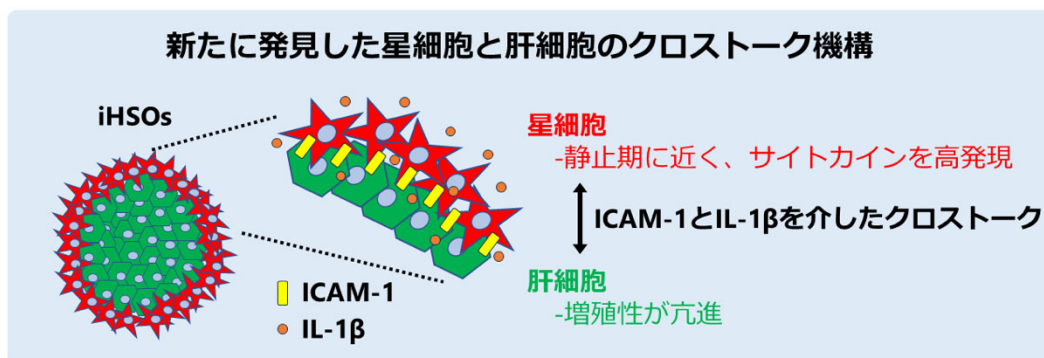 新たに発見した星細胞と肝細胞のクロストーク機構
iHSOs
星細胞
-静止期に近く、サイトカインを高発現
ICAM-1とIL-1βを介したクロストーク
肝細胞
-増殖性が亢進
ICAM-1
IL-1β